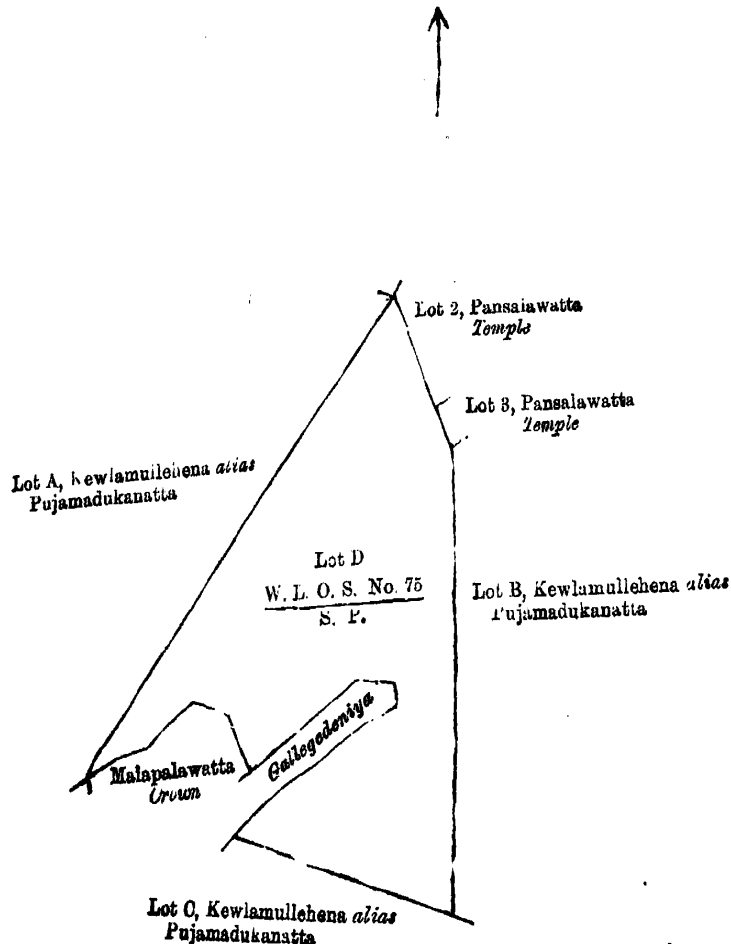 Lot 2, Pansalawatta
Temple
Lot 3, Pansalawatta
Temple
Lot A, Kewlamullehena alias
Pujamadukanatta
Lot D
W. L. O. S. No. 75
S. P.
Lot B, Kewlamullehena alias
Pujamadukanatta
Gallegedeniya
Malapalawatta
Crown
Lot C, Kewlamullehena alias
Pujamadukanatta